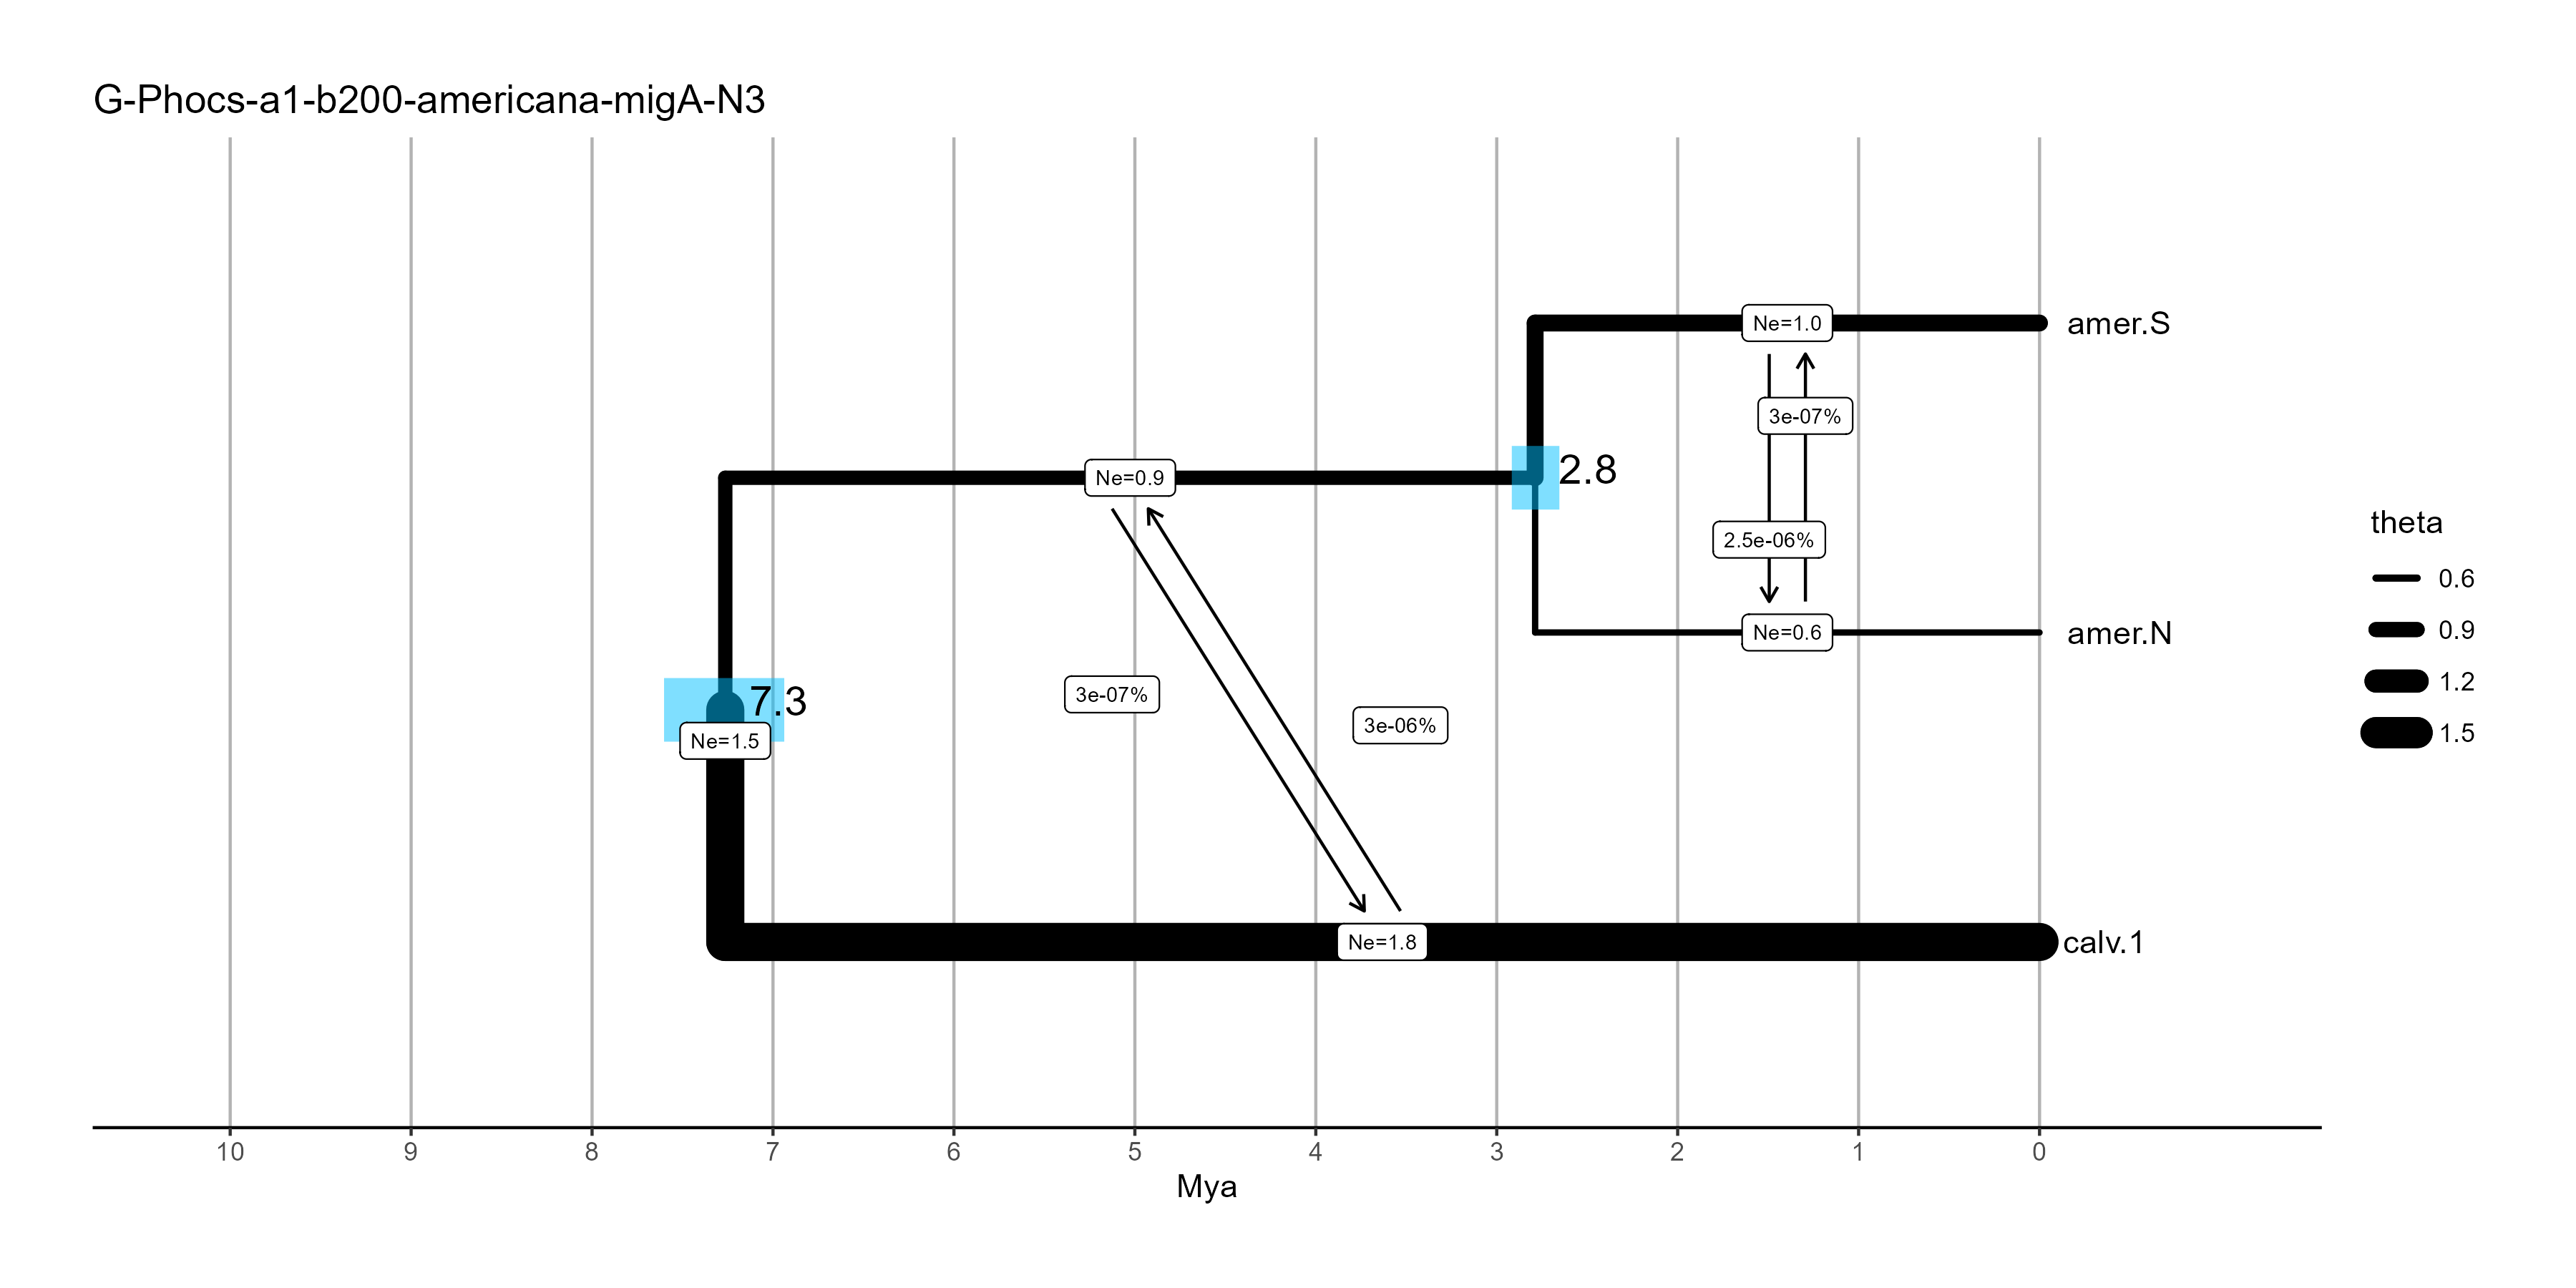 G-Phocs-a1-b200-americana-migA-N3
Ne=1.0
amer.S
3e-07%
Ne=0.9
2.8
2.5e-06%
Ne=0.6
amer.N
7.3
Ne=1.5
3e-07%
3e-06%
Ne=1.8
calv.1
theta
0.6
0.9
1.2
1.5
10 9 8 7 6 5 4 3 2 1 0
Mya